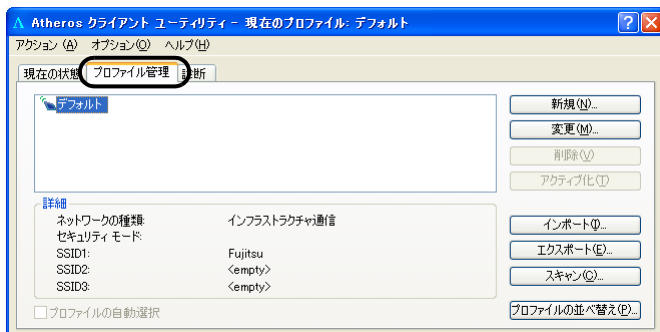 Atheros クライアント ユーティリティ - 現在のプロファイル: デフォルト
アクション (A) オプション(O) ヘルプ(H)
現在の状態 プロファイル管理 診断
デフォルト
新規(N)...
変更(M)...
削除(V)
アクティブ化(T)
詳細
ネットワークの種類: インフラストラクチャ通信
セキュリティ モード:
SSID1: Fujitsu
SSID2: <empty>
SSID3: <empty>
インポート(I)...
エクスポート(E)...
スキャン(C)...
プロファイルの自動選択
プロファイルの並べ替え(P)...